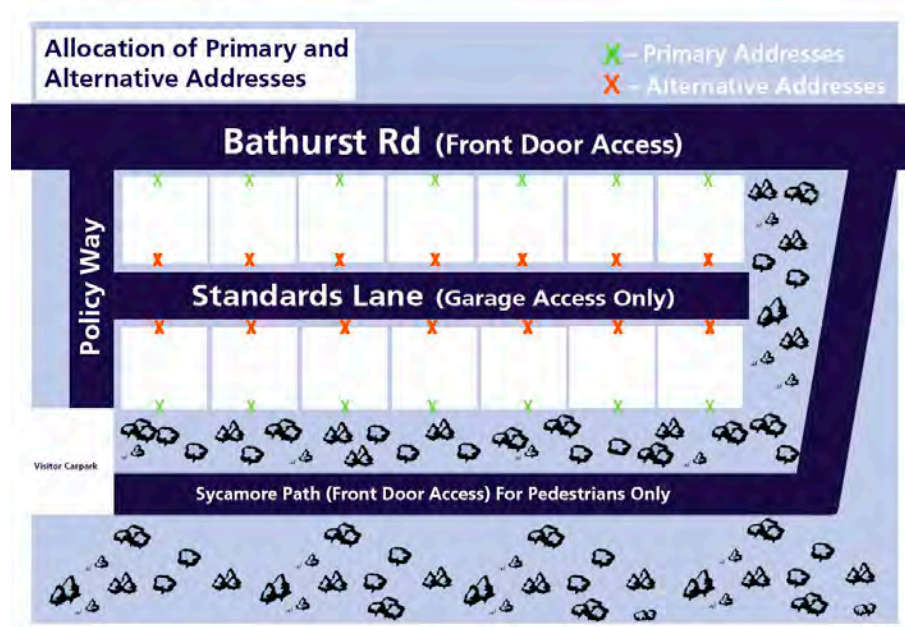 Allocation of Primary and
Alternative Addresses
X – Primary Addresses
X – Alternative Addresses
Bathurst Rd (Front Door Access)
X X X X X X X
Policy Way
X X X X X X X
Standards Lane (Garage Access Only)
X X X X X X X
X X X X X X X
Visitor Carpark
Sycamore Path (Front Door Access) For Pedestrians Only